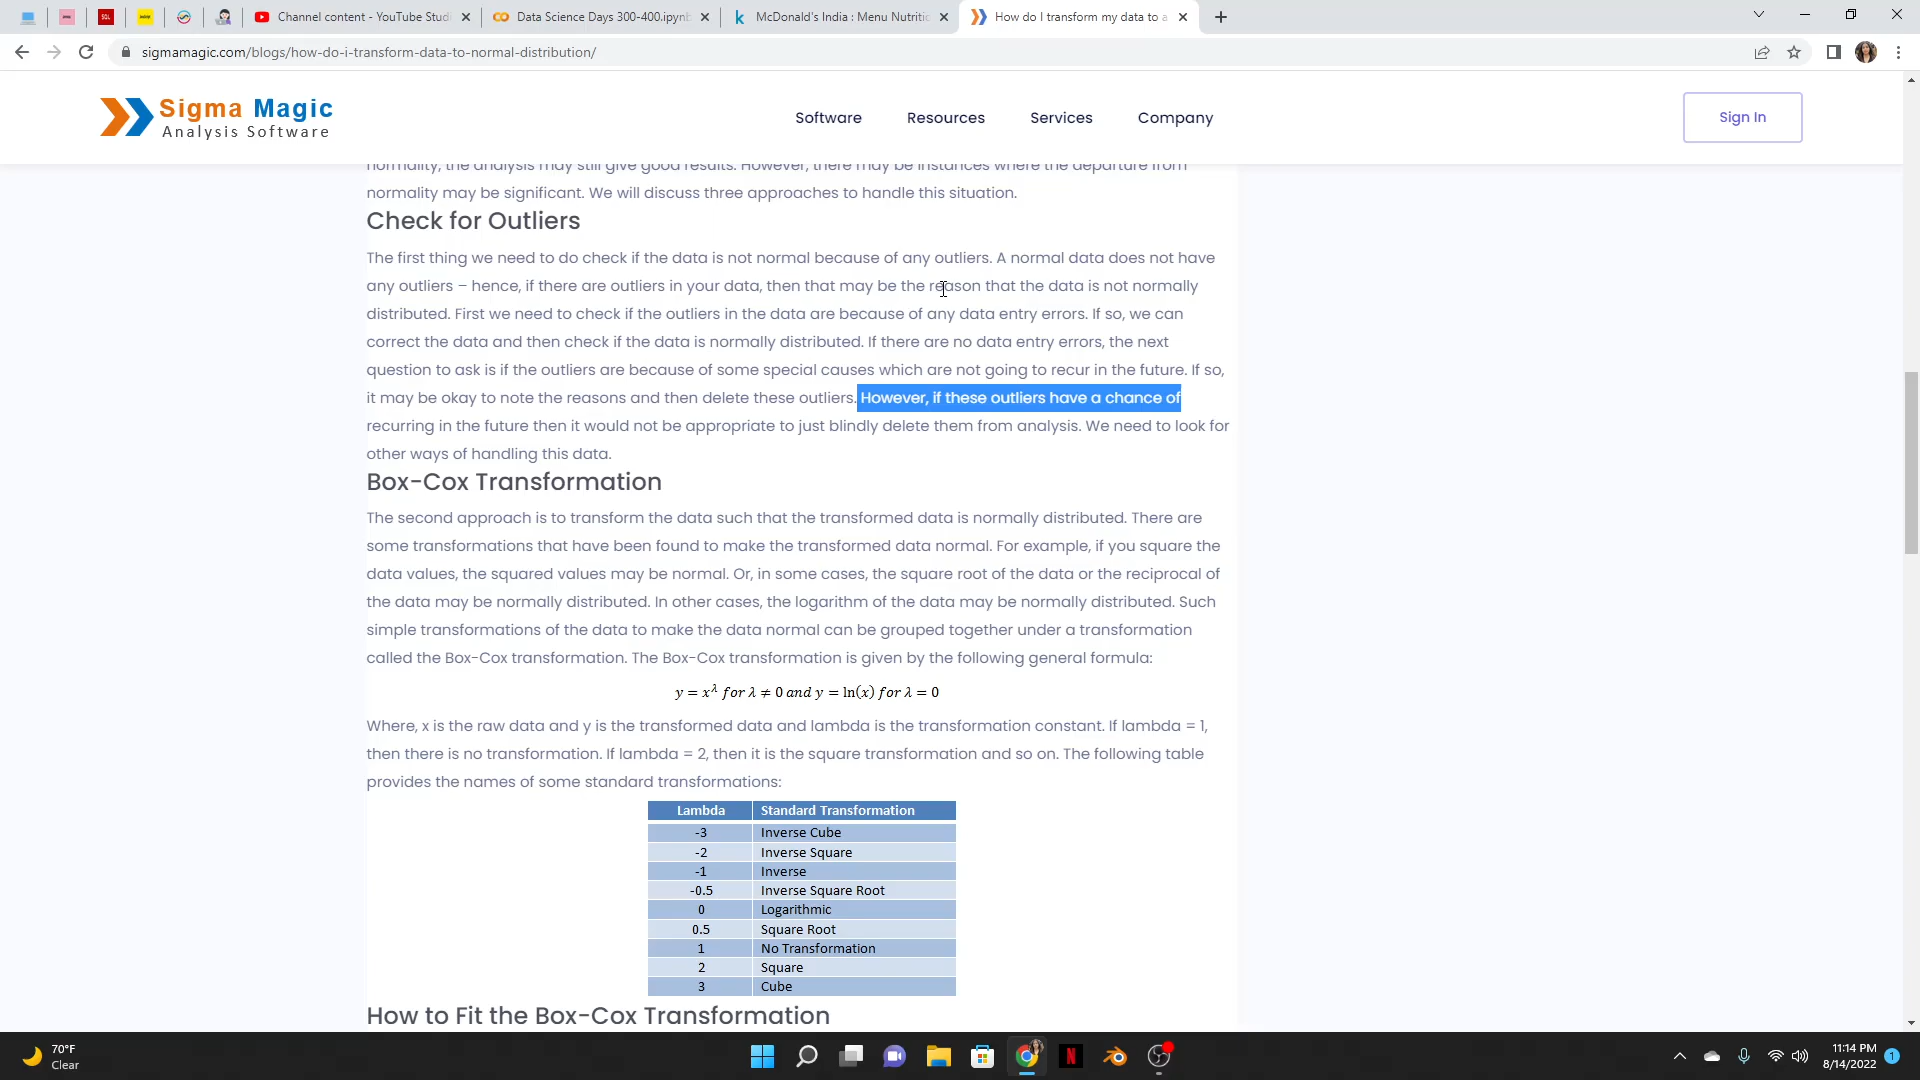 Channel content - YouTube Studi
Data Science Days 300-400.ipynb
McDonald's India : Menu Nutritic
How do I transform my data to a
sigmamagic.com/blogs/how-do-i-transform-data-to-normal-distribution/
Sigma Magic
Analysis Software
Software
Resources
Services
Company
Sign In
normality, the analysis may still give good results. However, there may be instances where the departure from
normality may be significant. We will discuss three approaches to handle this situation.
Check for Outliers
The first thing we need to do check if the data is not normal because of any outliers. A normal data does not have
any outliers – hence, if there are outliers in your data, then that may be the reason that the data is not normally
distributed. First we need to check if the outliers in the data are because of any data entry errors. If so, we can
correct the data and then check if the data is normally distributed. If there are no data entry errors, the next
question to ask is if the outliers are because of some special causes which are not going to recur in the future. If so,
it may be okay to note the reasons and then delete these outliers. However, if these outliers have a chance of
recurring in the future then it would not be appropriate to just blindly delete them from analysis. We need to look for
other ways of handling this data.
Box-Cox Transformation
The second approach is to transform the data such that the transformed data is normally distributed. There are
some transformations that have been found to make the transformed data normal. For example, if you square the
data values, the squared values may be normal. Or, in some cases, the square root of the data or the reciprocal of
the data may be normally distributed. In other cases, the logarithm of the data may be normally distributed. Such
simple transformations of the data to make the data normal can be grouped together under a transformation
called the Box-Cox transformation. The Box-Cox transformation is given by the following general formula:
y = x^λ for λ ≠ 0 and y = ln(x) for λ = 0
Where, x is the raw data and y is the transformed data and lambda is the transformation constant. If lambda = 1,
then there is no transformation. If lambda = 2, then it is the square transformation and so on. The following table
provides the names of some standard transformations:
Lambda Standard Transformation
-3 Inverse Cube
-2 Inverse Square
-1 Inverse
-0.5 Inverse Square Root
0 Logarithmic
0.5 Square Root
1 No Transformation
2 Square
3 Cube
How to Fit the Box-Cox Transformation
70°F
Clear
11:14 PM
8/14/2022
1